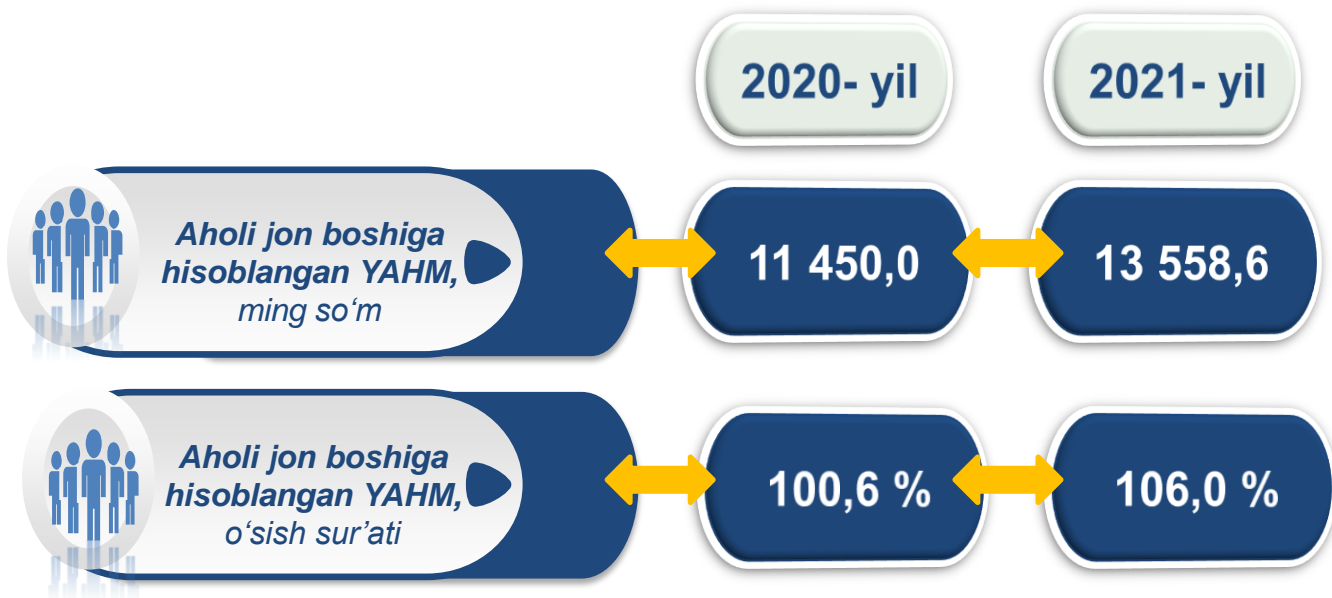 2020- yil
2021- yil
Aholi jon boshiga
hisoblangan YAHM,
ming so‘m
11 450,0
13 558,6
Aholi jon boshiga
hisoblangan YAHM,
o‘sish sur’ati
100,6 %
106,0 %